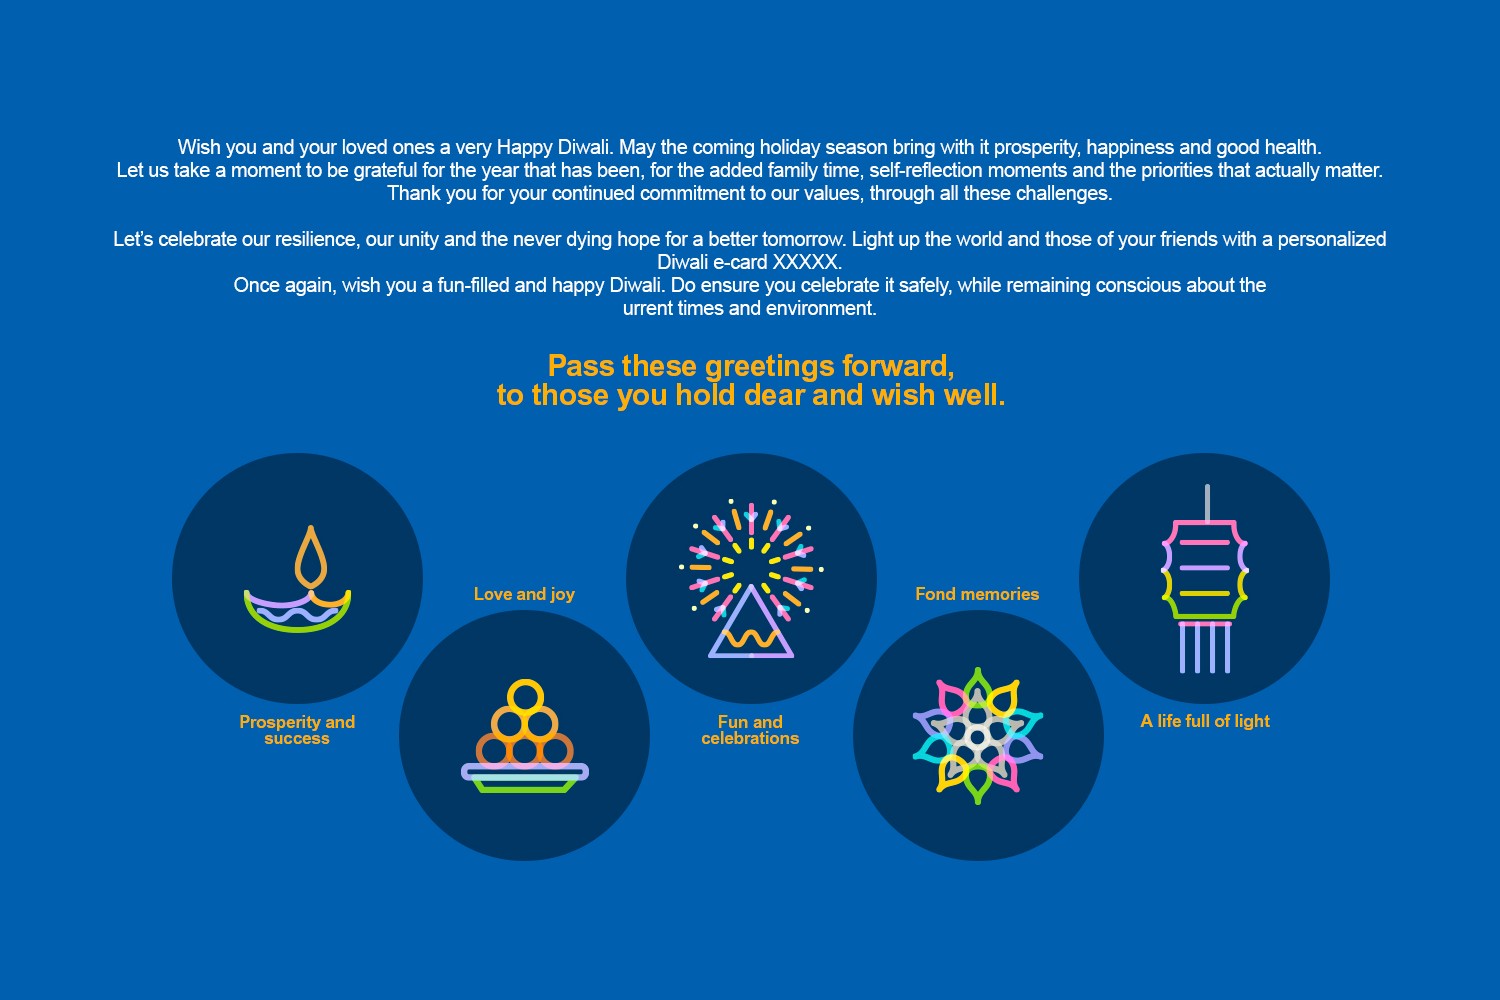 Wish you and your loved ones a very Happy Diwali. May the coming holiday season bring with it prosperity, happiness and good health.
Let us take a moment to be grateful for the year that has been, for the added family time, self-reflection moments and the priorities that actually matter.
Thank you for your continued commitment to our values, through all these challenges.
Let’s celebrate our resilience, our unity and the never dying hope for a better tomorrow. Light up the world and those of your friends with a personalized
Diwali e-card XXXXX.
Once again, wish you a fun-filled and happy Diwali. Do ensure you celebrate it safely, while remaining conscious about the
urrent times and environment.
Pass these greetings forward,
to those you hold dear and wish well.
Prosperity and
success
Love and joy
Fun and
celebrations
Fond memories
A life full of light